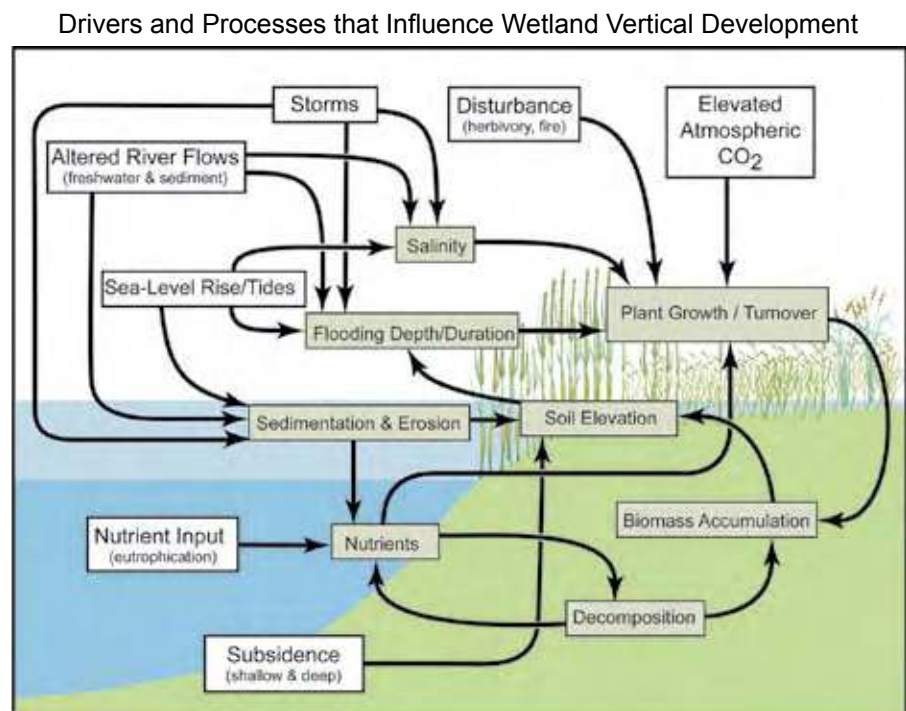 Drivers and Processes that Influence Wetland Vertical Development
Storms
Disturbance
(herbivory, fire)
Elevated
Atmospheric
CO2
Altered River Flows
(freshwater & sediment)
Salinity
Sea-Level Rise/Tides
Plant Growth / Turnover
Flooding Depth/Duration
Sedimentation & Erosion
Soil Elevation
Biomass Accumulation
Nutrient Input
(eutrophication)
Nutrients
Decomposition
Subsidence
(shallow & deep)